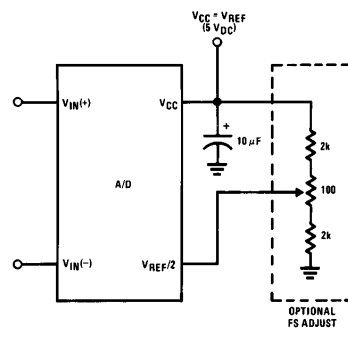 VCC = VREF
(5 VDC)
VIN(+)
VCC
+
10 µF
2k
A/D
100
2k
VIN(−)
VREF/2
OPTIONAL
FS ADJUST